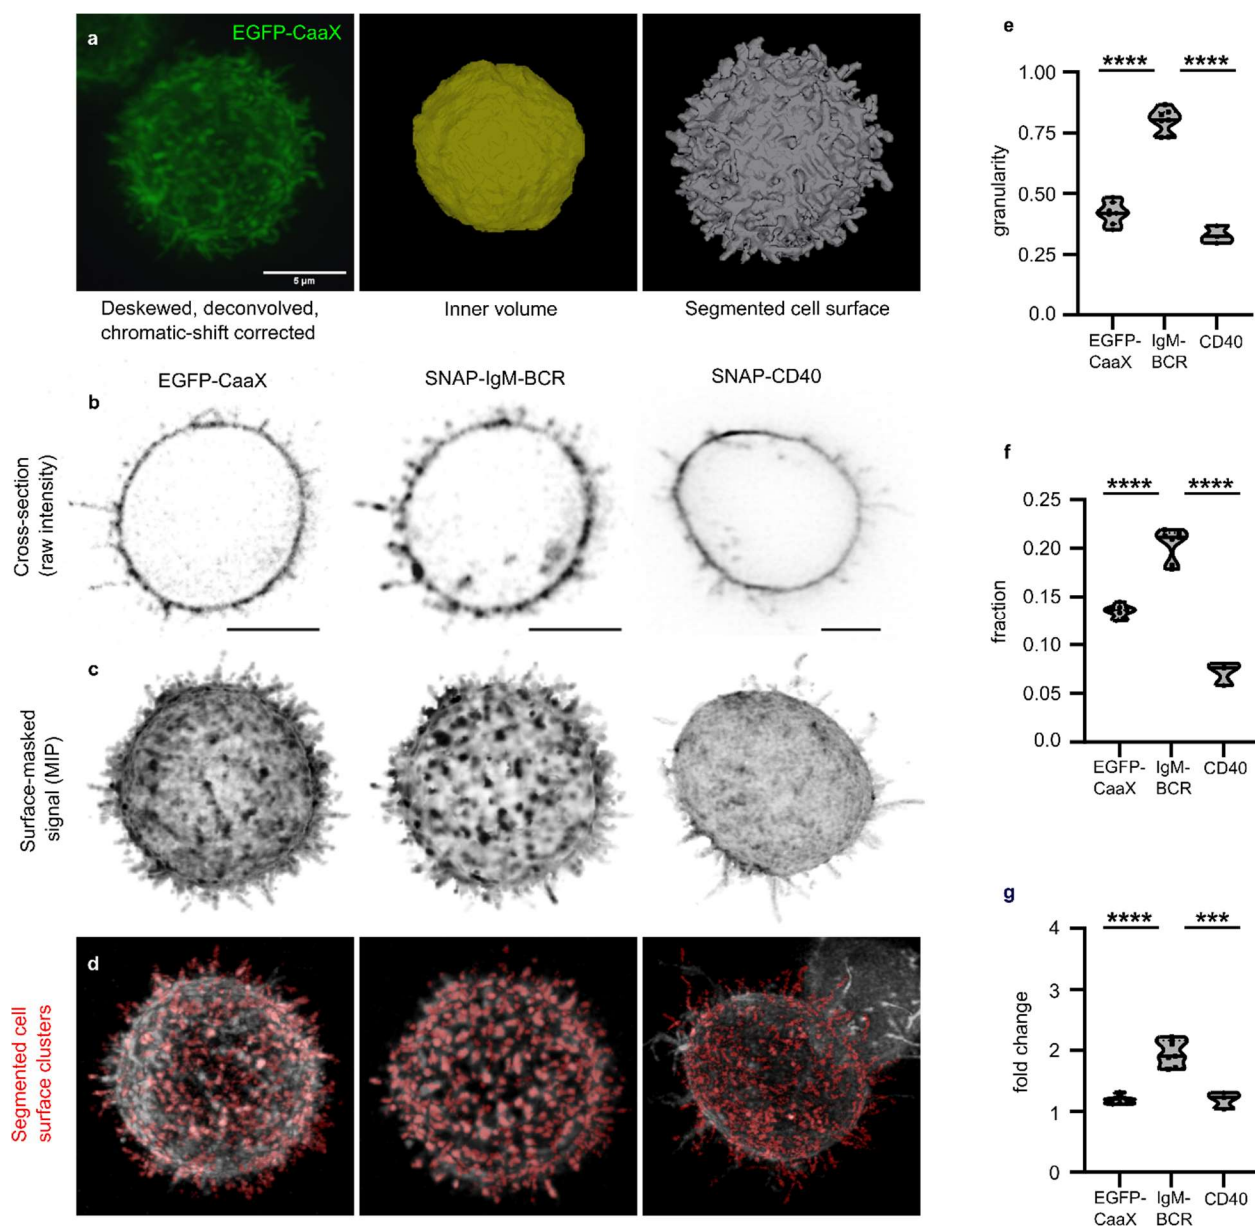 a
EGFP-CaaX
5 µm
Deskewed, deconvolved,
chromatic-shift corrected
Inner volume
Segmented cell surface
EGFP-CaaX
SNAP-IgM-BCR
SNAP-CD40
b
Cross-section
(raw intensity)
c
Surface-masked
signal (MIP)
d
Segmented cell
surface clusters
e
**** ****
1.00
0.75
0.50
0.25
0.0
granularity
EGFP-
CaaX
IgM-
BCR
CD40
f
**** ****
0.25
0.20
0.15
0.10
0.05
0.0
fraction
EGFP-
CaaX
IgM-
BCR
CD40
g
**** ***
4
3
2
1
0
fold change
EGFP-
CaaX
IgM-
BCR
CD40